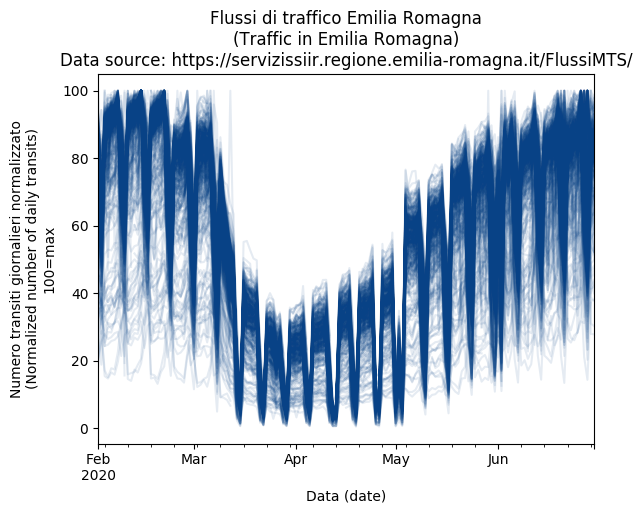 Flussi di traffico Emilia Romagna
(Traffic in Emilia Romagna)
Data source: https://servizissiir.regione.emilia-romagna.it/FlussiMTS/
Numero transiti giornalieri normalizzato
(Normalized number of daily transits)
100=max
100
80
60
40
20
0
Feb
2020
Mar
Apr
May
Jun
Data (date)